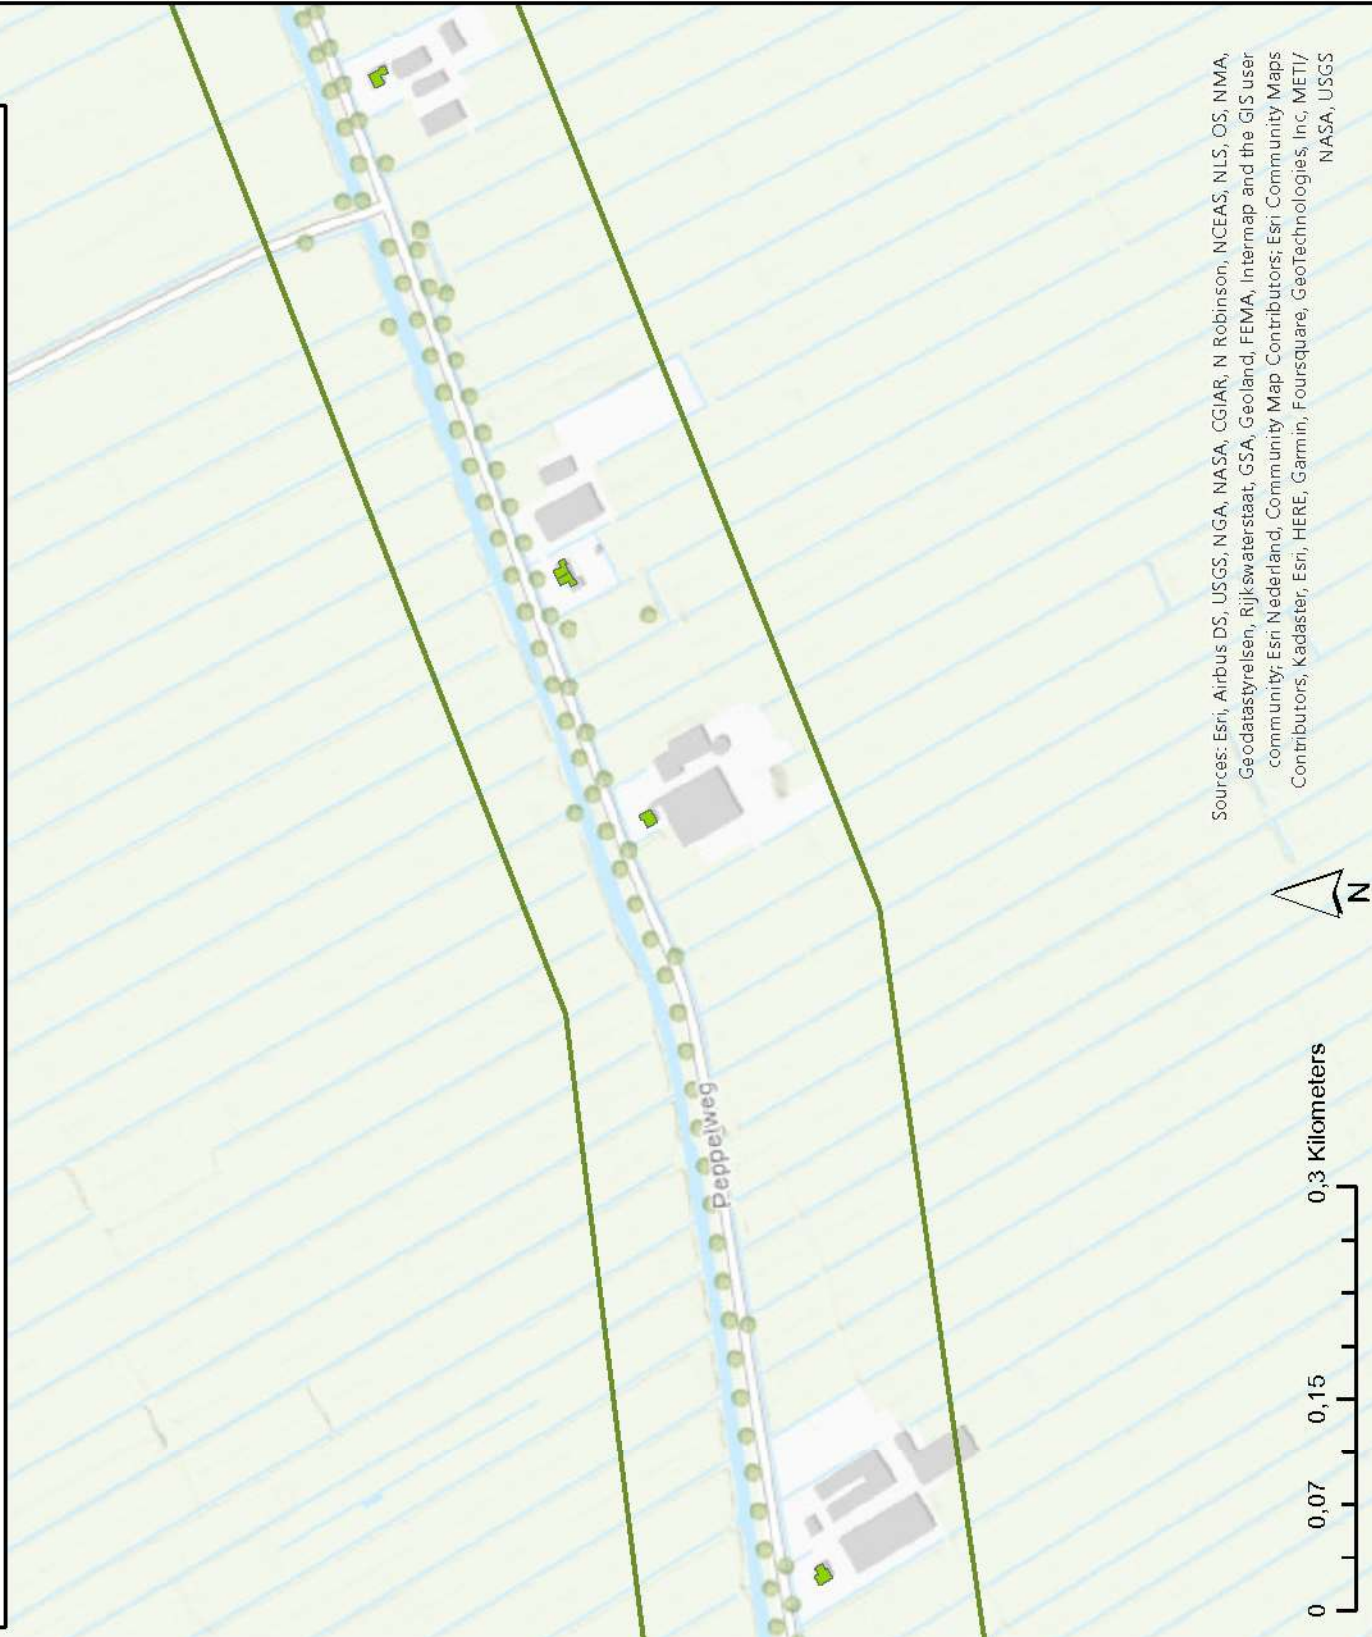 Peppelweg
Sources: Esri, Airbus DS, USGS, NGA, NASA, CGIAR, N Robinson, NCEAS, NLS, OS, NMA,
Geodatastyrelsen, Rijkswaterstaat, GSA, Geoland, FEMA, Intermap and the GIS user
community; Esri Nederland, Community Map Contributors; Esri Community Maps
Contributors, Kadaster, Esri, HERE, Garmin, Foursquare, GeoTechnologies, Inc, METI/
NASA, USGS
N
0 0,07 0,15 0,3 Kilometers